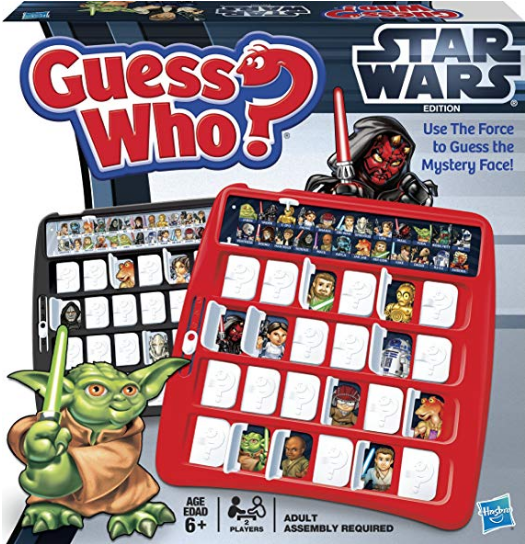 Guess
Who?®
STAR
WARS®
EDITION
Use The Force
to Guess the
Mystery Face!
AGE
EDAD
6+
2
PLAYERS
ADULT
ASSEMBLY REQUIRED
Hasbro